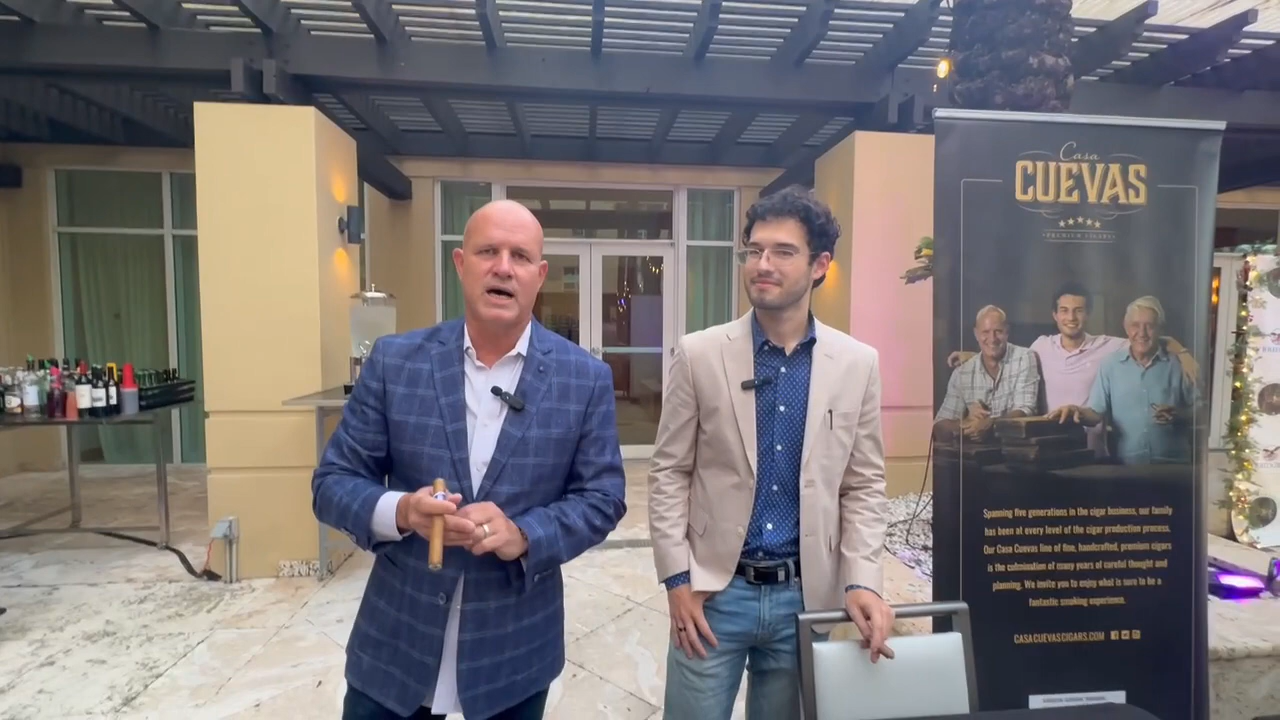 Casa
CUEVAS
PREMIUM CIGARS
Spanning five generations in the cigar business, our family
has been at every level of the cigar production process.
Our Casa Cuevas line of fine, handcrafted, premium cigars
is the culmination of many years of careful thought and
planning. We invite you to enjoy what is sure to be a
fantastic smoking experience.
CASACUEVASCIGARS.COM